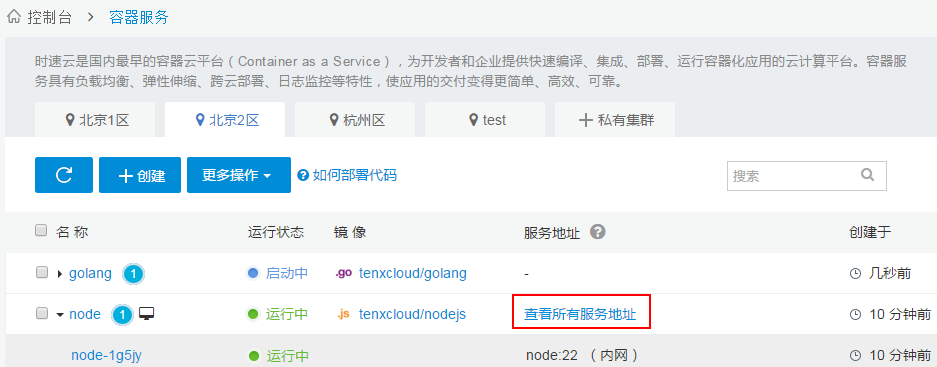 控制台 > 容器服务
时速云是国内最早的容器云平台（Container as a Service），为开发者和企业提供快速编译、集成、部署、运行容器化应用的云计算平台。容器服
务具有负载均衡、弹性伸缩、跨云部署、日志监控等特性，使应用的交付变得更简单、高效、可靠。
北京1区 北京2区 杭州区 test 私有集群
创建 更多操作 如何部署代码 搜索
名 称 运行状态 镜 像 服务地址 创建于
golang 1 启动中 .go tenxcloud/golang - 几秒前
node 1 运行中 .js tenxcloud/nodejs 查看所有服务地址 10 分钟前
node-1g5jy 运行中 node:22 （内网） 10 分钟前